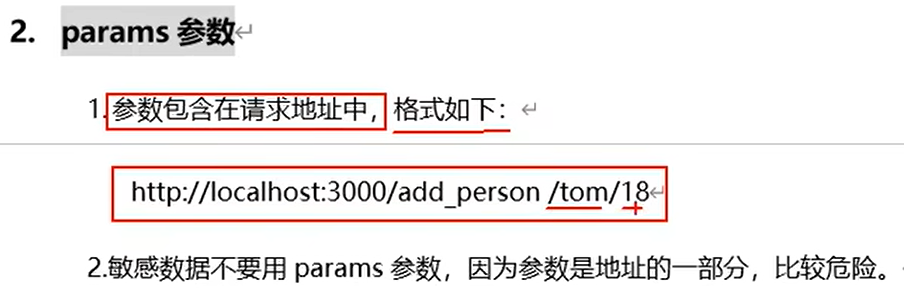 2. params 参数
1.参数包含在请求地址中，格式如下：
http://localhost:3000/add_person /tom/18
2.敏感数据不要用 params 参数，因为参数是地址的一部分，比较危险。